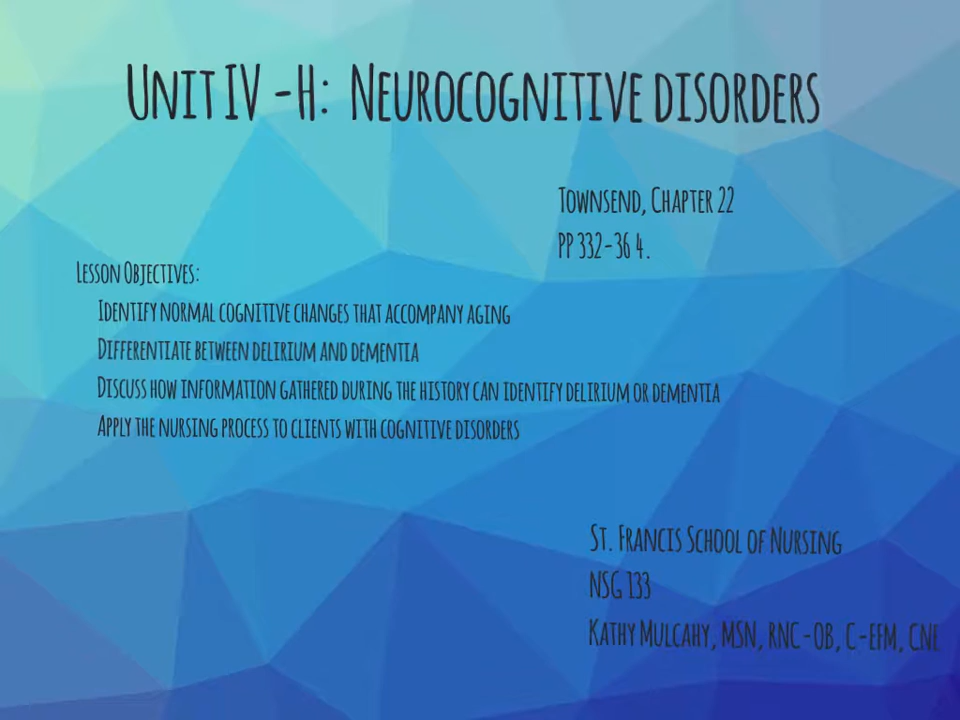 Unit IV -H: Neurocognitive disorders
Townsend, Chapter 22
pp 332-36 4.
Lesson Objectives:
Identify normal cognitive changes that accompany aging
Differentiate between delirium and dementia
Discuss how information gathered during the history can identify delirium or dementia
Apply the nursing process to clients with cognitive disorders
St. Francis School of Nursing
NSG 133
Kathy Mulcahy, MSN, RNC-OB, C-EFM, CNE